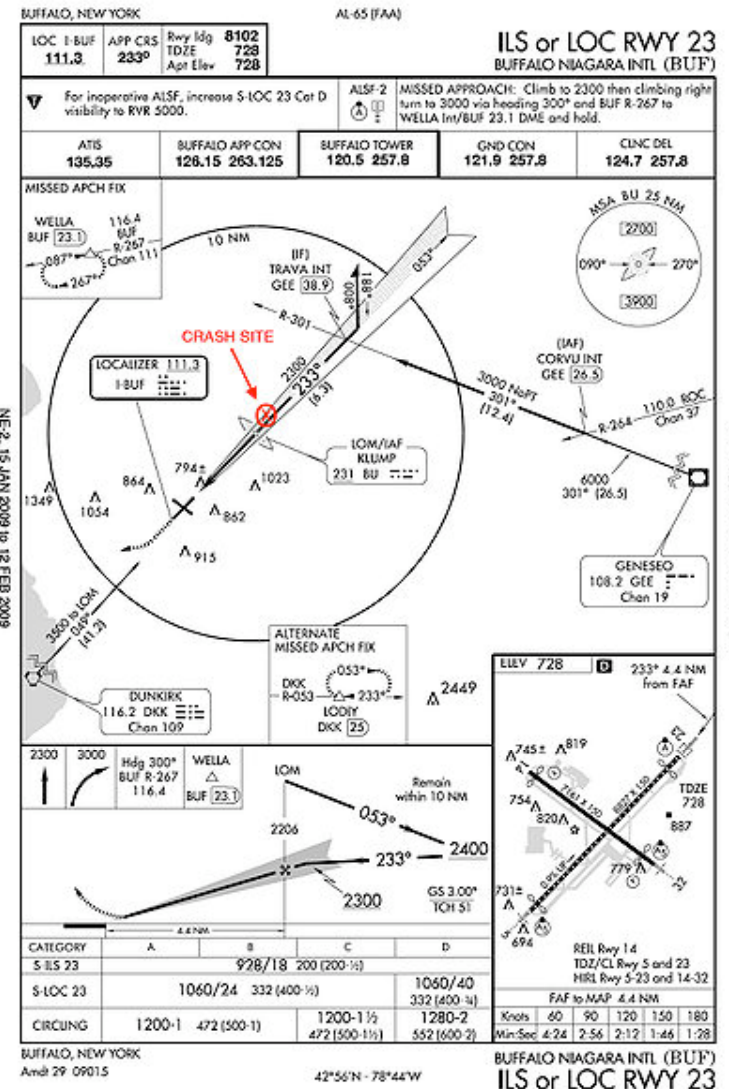 BUFFALO, NEW YORK
AL-65 (FAA)
LOC I-BUF
111.3
APP CRS
233°
Rwy Idg 8102
TDZE 728
Apt Elev 728
ILS or LOC RWY 23
BUFFALO NIAGARA INTL (BUF)
For inoperative ALSF, increase S-LOC 23 Cat D
visibility to RVR 5000.
ALSF-2
MISSED APPROACH: Climb to 2300 then climbing right
turn to 3000 via heading 300° and BUF R-267 to
WELLA Int/BUF 23.1 DME and hold.
ATIS
135.35
BUFFALO APP CON
126.15 263.125
BUFFALO TOWER
120.5 257.8
GND CON
121.9 257.8
CLNC DEL
124.7 257.8
MISSED APCH FIX
WELLA
BUF 23.1
116.4
BUF
R-267
Chan 111
087°
267°
10 NM
(IF)
TRAVA INT
GEE 38.9
008°
188°
053°
R-301
MSA BU 25 NM
2700
090°
270°
3900
CRASH SITE
LOCALIZER 111.3
I-BUF
2300
233°
(6.3)
3000 NoPT
301°
(12.4)
(IAF)
CORVU INT
GEE 26.5
R-264
110.0 ROC
Chan 37
6000
301° (26.5)
LOM/IAF
KLUMP
231 BU
794±
864
1023
1349
1054
862
915
GENESEO
108.2 GEE
Chan 19
3500 to LOM
049°
(41.2)
DUNKIRK
116.2 DKK
Chan 109
ALTERNATE
MISSED APCH FIX
DKK
R-053
053°
233°
LODIY
DKK 25
2449
NE-2, 15 JAN 2009 to 12 FEB 2009
ELEV 728
D
233° 4.4 NM
from FAF
745±
819
23
A
14
7161 X 150
8827 X 150
754
820
TDZE
728
887
779
32
731±
0.9% UP
694
5
REIL Rwy 14
TDZ/CL Rwy 5 and 23
HIRL Rwy 5-23 and 14-32
FAF to MAP 4.4 NM
Knots 60 90 120 150 180
Min:Sec 4:24 2:56 2:12 1:46 1:28
2300
3000
Hdg 300°
BUF R-267
116.4
WELLA
BUF 23.1
LOM
Remain
within 10 NM
053°
2206
2400
233°
2300
GS 3.00°
TCH 51
4.4 NM
CATEGORY A B C D
S-ILS 23 928/18 200 (200-½)
S-LOC 23 1060/24 332 (400-½) 1060/40 332 (400-¾)
CIRCLING 1200-1 472 (500-1) 1200-1½ 472 (500-1½) 1280-2 552 (600-2)
BUFFALO, NEW YORK
Amdt 29 09015
42°56'N - 78°44'W
BUFFALO NIAGARA INTL (BUF)
ILS or LOC RWY 23